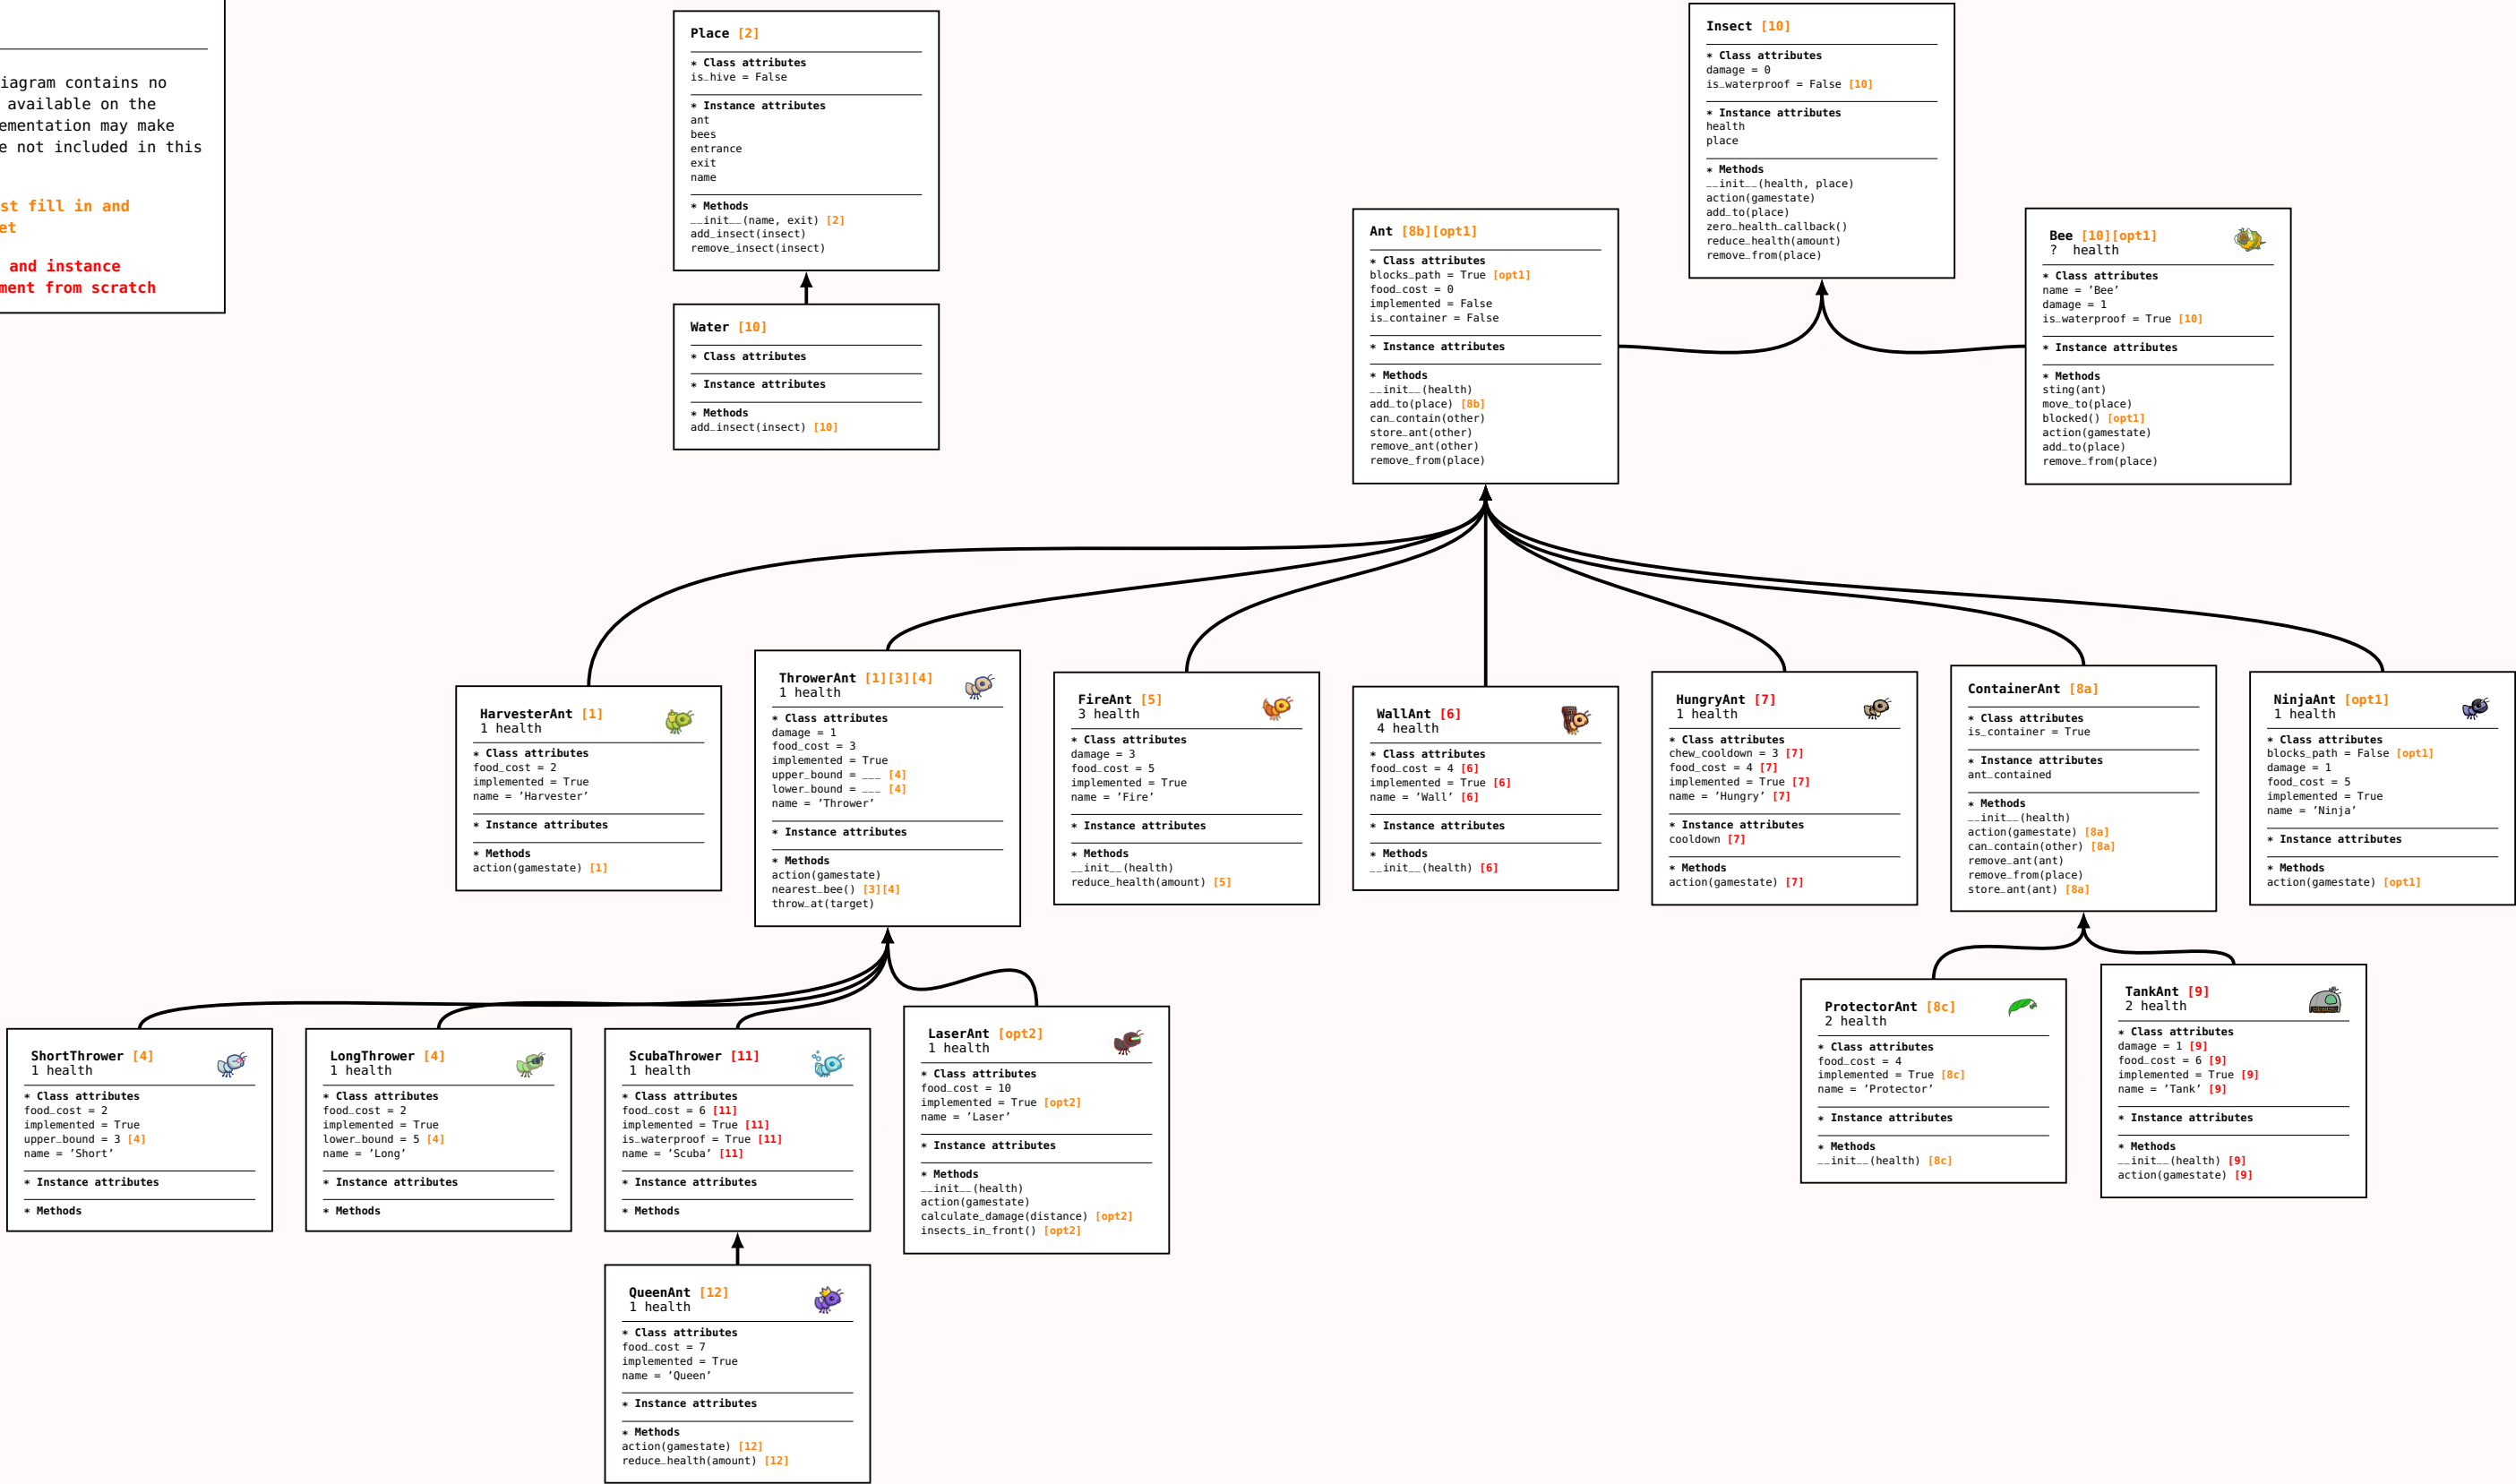 iagram contains no
available on the
ementation may make
e not included in this
st fill in and
et
and instance
ment from scratch
Place [2]
* Class attributes
is_hive = False
* Instance attributes
ant
bees
entrance
exit
name
* Methods
__init__(name, exit) [2]
add_insect(insect)
remove_insect(insect)
Water [10]
* Class attributes
* Instance attributes
* Methods
add_insect(insect) [10]
Insect [10]
* Class attributes
damage = 0
is_waterproof = False [10]
* Instance attributes
health
place
* Methods
__init__(health, place)
action(gamestate)
add_to(place)
zero_health_callback()
reduce_health(amount)
remove_from(place)
Ant [8b][opt1]
* Class attributes
blocks_path = True [opt1]
food_cost = 0
implemented = False
is_container = False
* Instance attributes
* Methods
__init__(health)
add_to(place) [8b]
can_contain(other)
store_ant(other)
remove_ant(other)
remove_from(place)
Bee [10][opt1]
? health
* Class attributes
name = ’Bee’
damage = 1
is_waterproof = True [10]
* Instance attributes
* Methods
sting(ant)
move_to(place)
blocked() [opt1]
action(gamestate)
add_to(place)
remove_from(place)
HarvesterAnt [1]
1 health
* Class attributes
food_cost = 2
implemented = True
name = ’Harvester’
* Instance attributes
* Methods
action(gamestate) [1]
ThrowerAnt [1][3][4]
1 health
* Class attributes
damage = 1
food_cost = 3
implemented = True
upper_bound = ___ [4]
lower_bound = ___ [4]
name = ’Thrower’
* Instance attributes
* Methods
action(gamestate)
nearest_bee() [3][4]
throw_at(target)
FireAnt [5]
3 health
* Class attributes
damage = 3
food_cost = 5
implemented = True
name = ’Fire’
* Instance attributes
* Methods
__init__(health)
reduce_health(amount) [5]
WallAnt [6]
4 health
* Class attributes
food_cost = 4 [6]
implemented = True [6]
name = ’Wall’ [6]
* Instance attributes
* Methods
__init__(health) [6]
HungryAnt [7]
1 health
* Class attributes
chew_cooldown = 3 [7]
food_cost = 4 [7]
implemented = True [7]
name = ’Hungry’ [7]
* Instance attributes
cooldown [7]
* Methods
action(gamestate) [7]
ContainerAnt [8a]
* Class attributes
is_container = True
* Instance attributes
ant_contained
* Methods
__init__(health)
action(gamestate) [8a]
can_contain(other) [8a]
remove_ant(ant)
remove_from(place)
store_ant(ant) [8a]
NinjaAnt [opt1]
1 health
* Class attributes
blocks_path = False [opt1]
damage = 1
food_cost = 5
implemented = True
name = ’Ninja’
* Instance attributes
* Methods
action(gamestate) [opt1]
ShortThrower [4]
1 health
* Class attributes
food_cost = 2
implemented = True
upper_bound = 3 [4]
name = ’Short’
* Instance attributes
* Methods
LongThrower [4]
1 health
* Class attributes
food_cost = 2
implemented = True
lower_bound = 5 [4]
name = ’Long’
* Instance attributes
* Methods
ScubaThrower [11]
1 health
* Class attributes
food_cost = 6 [11]
implemented = True [11]
is_waterproof = True [11]
name = ’Scuba’ [11]
* Instance attributes
* Methods
LaserAnt [opt2]
1 health
* Class attributes
food_cost = 10
implemented = True [opt2]
name = ’Laser’
* Instance attributes
* Methods
__init__(health)
action(gamestate)
calculate_damage(distance) [opt2]
insects_in_front() [opt2]
ProtectorAnt [8c]
2 health
* Class attributes
food_cost = 4
implemented = True [8c]
name = ’Protector’
* Instance attributes
* Methods
__init__(health) [8c]
TankAnt [9]
2 health
* Class attributes
damage = 1 [9]
food_cost = 6 [9]
implemented = True [9]
name = ’Tank’ [9]
* Instance attributes
* Methods
__init__(health) [9]
action(gamestate) [9]
QueenAnt [12]
1 health
* Class attributes
food_cost = 7
implemented = True
name = ’Queen’
* Instance attributes
* Methods
action(gamestate) [12]
reduce_health(amount) [12]